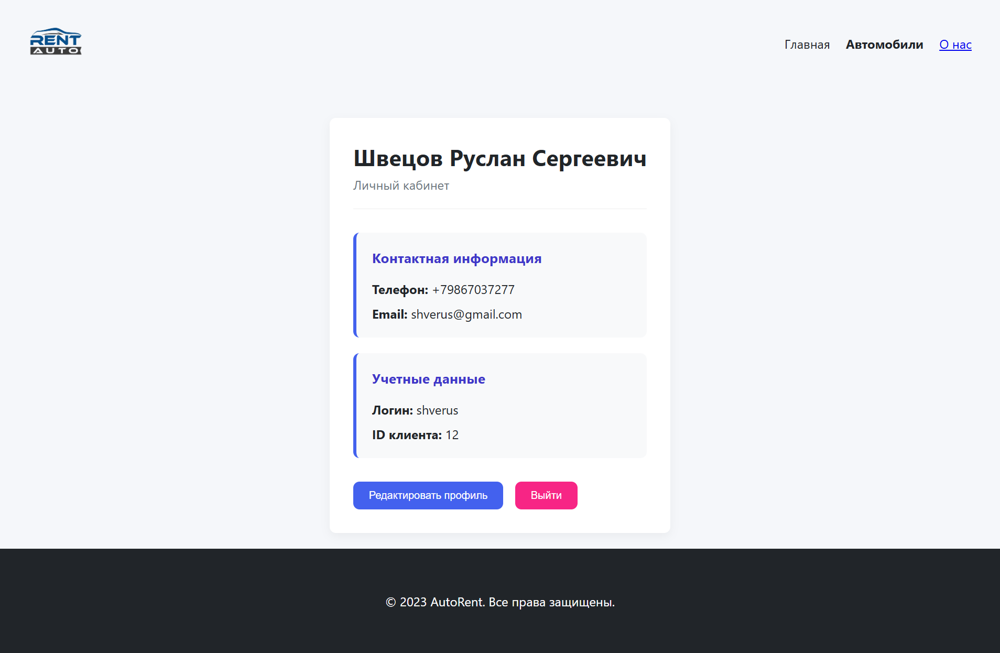 RENT
AUTO
Главная Автомобили О нас
Швецов Руслан Сергеевич
Личный кабинет
Контактная информация
Телефон: +79867037277
Email: shverus@gmail.com
Учетные данные
Логин: shverus
ID клиента: 12
Редактировать профиль Выйти
© 2023 AutoRent. Все права защищены.